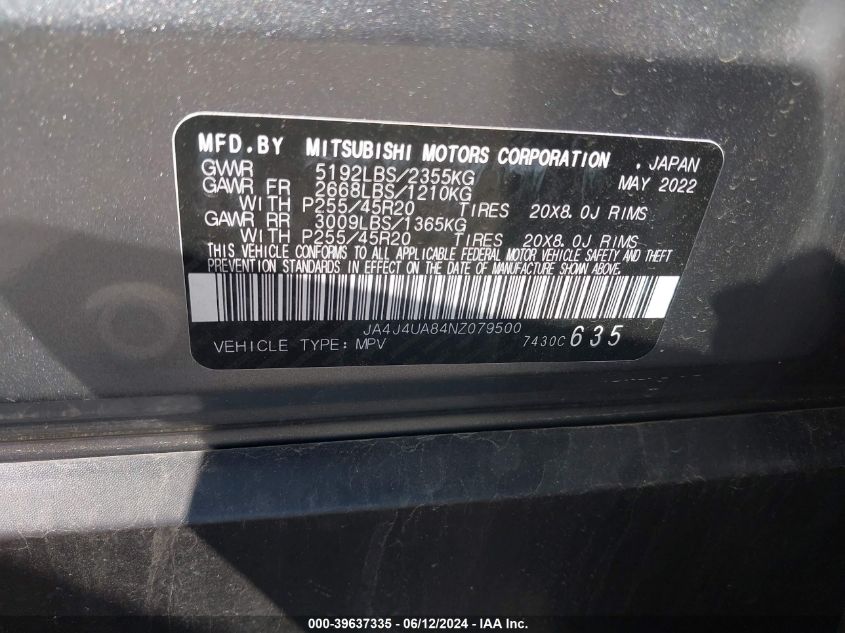 MFD.BY MITSUBISHI MOTORS CORPORATION . JAPAN
GVWR 5192LBS/2355KG MAY 2022
GAWR FR 2668LBS/1210KG
WITH P255/45R20 TIRES 20X8.0J RIMS
GAWR RR 3009LBS/1365KG
WITH P255/45R20 TIRES 20X8.0J RIMS
THIS VEHICLE CONFORMS TO ALL APPLICABLE FEDERAL MOTOR VEHICLE SAFETY AND THEFT
PREVENTION STANDARDS IN EFFECT ON THE DATE OF MANUFACTURE SHOWN ABOVE.
JA4J4UA84NZ079500
VEHICLE TYPE: MPV 7430C 635
000-39637335 - 06/12/2024 - IAA Inc.